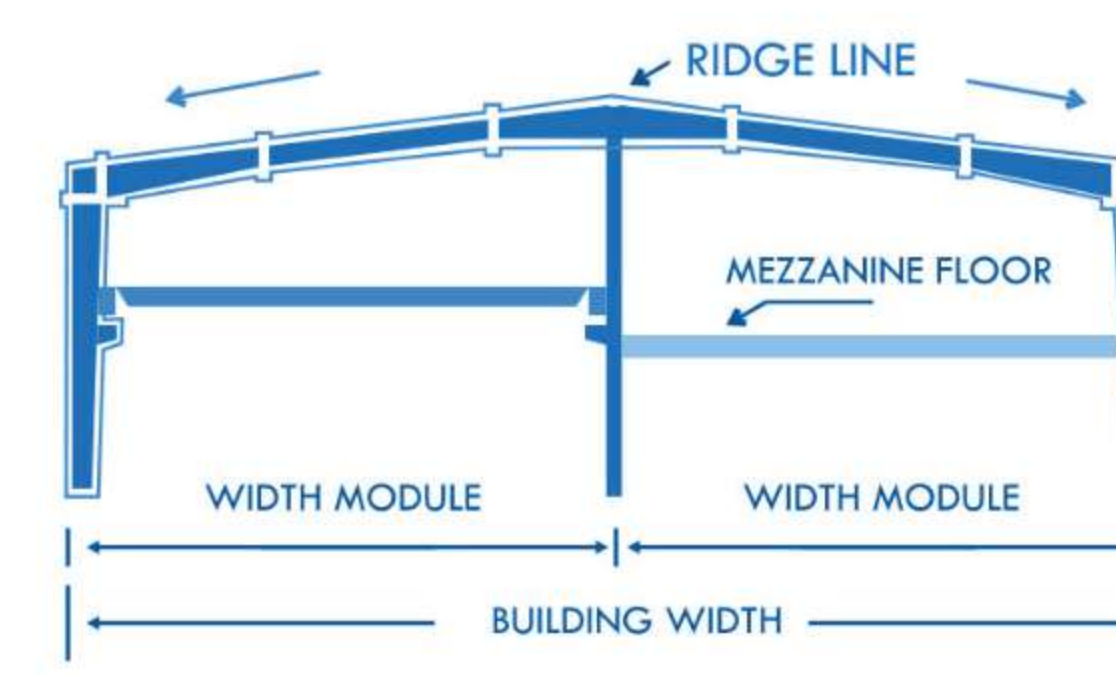 RIDGE LINE
MEZZANINE FLOOR
WIDTH MODULE
WIDTH MODULE
BUILDING WIDTH